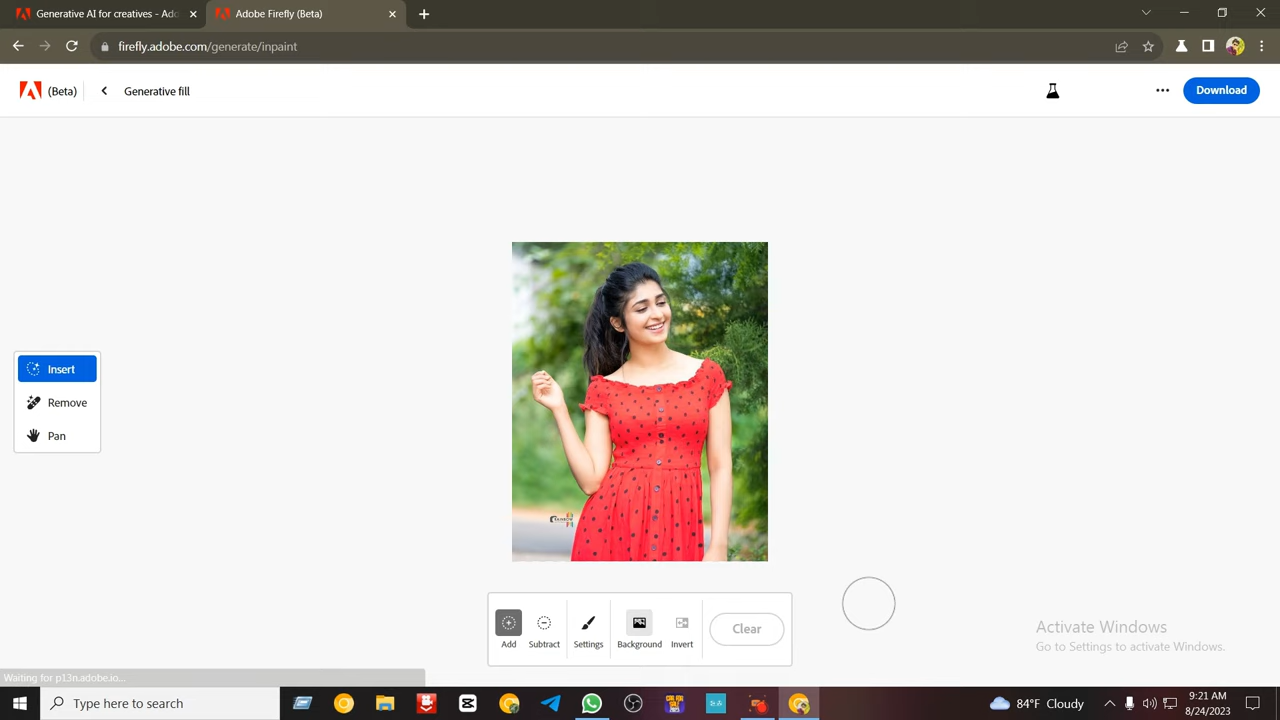 Generative AI for creatives - Ado
Adobe Firefly (Beta)
firefly.adobe.com/generate/inpaint
(Beta)
Generative fill
Download
Insert
Remove
Pan
RAINBOW
Add
Subtract
Settings
Background
Invert
Clear
Activate Windows
Go to Settings to activate Windows.
Waiting for p13n.adobe.io...
Type here to search
84°F Cloudy
9:21 AM
8/24/2023